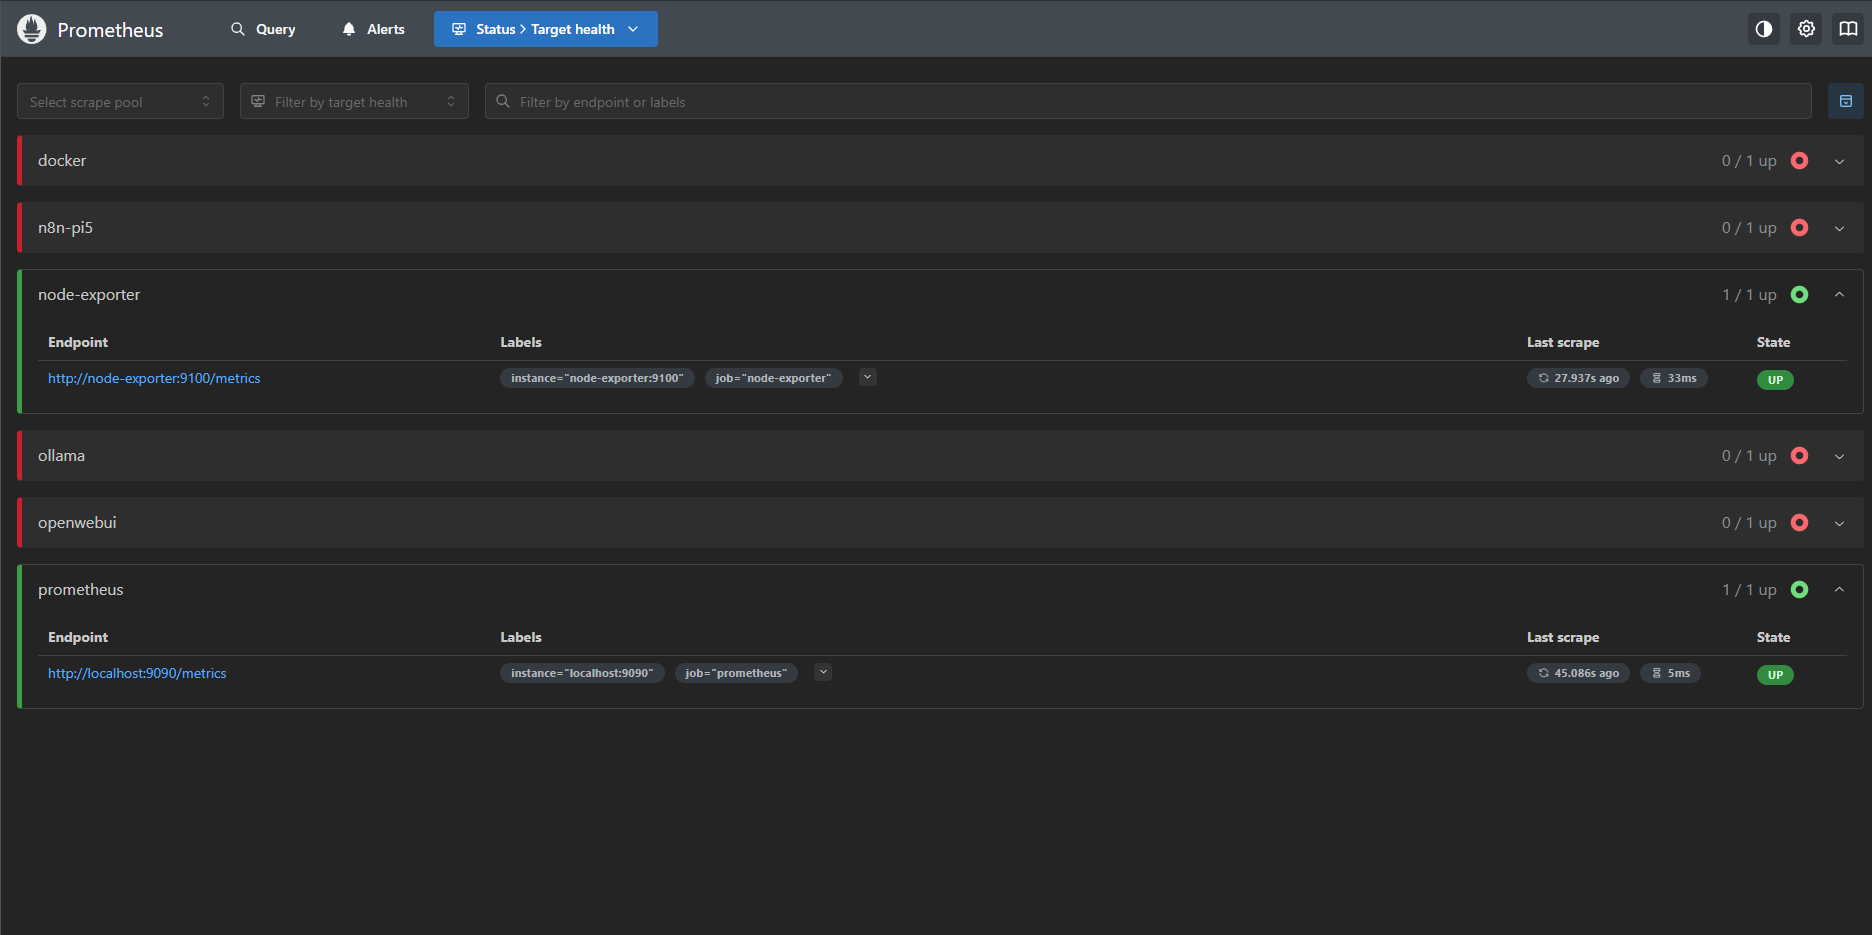 Prometheus Query Alerts Status > Target health
Select scrape pool Filter by target health Filter by endpoint or labels
docker 0 / 1 up
n8n-pi5 0 / 1 up
node-exporter 1 / 1 up
Endpoint Labels Last scrape State
http://node-exporter:9100/metrics instance="node-exporter:9100" job="node-exporter" 27.937s ago 33ms UP
ollama 0 / 1 up
openwebui 0 / 1 up
prometheus 1 / 1 up
Endpoint Labels Last scrape State
http://localhost:9090/metrics instance="localhost:9090" job="prometheus" 45.086s ago 5ms UP